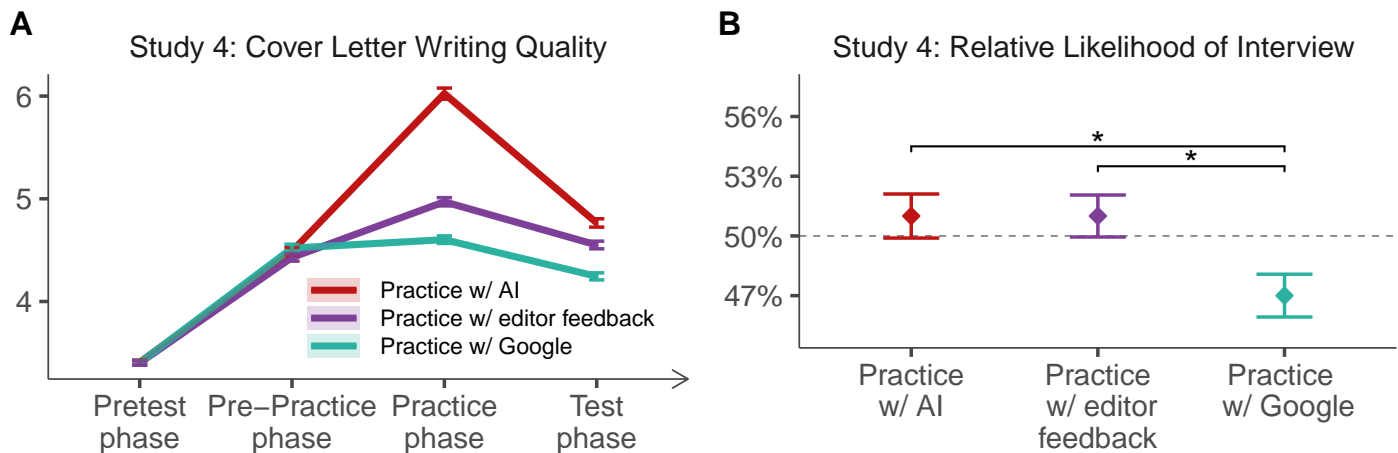 A
Study 4: Cover Letter Writing Quality
6
5
4
Practice w/ AI
Practice w/ editor feedback
Practice w/ Google
Pretest
phase
Pre−Practice
phase
Practice
phase
Test
phase
B
Study 4: Relative Likelihood of Interview
56%
53%
50%
47%
*
*
Practice
w/ AI
Practice
w/ editor
feedback
Practice
w/ Google